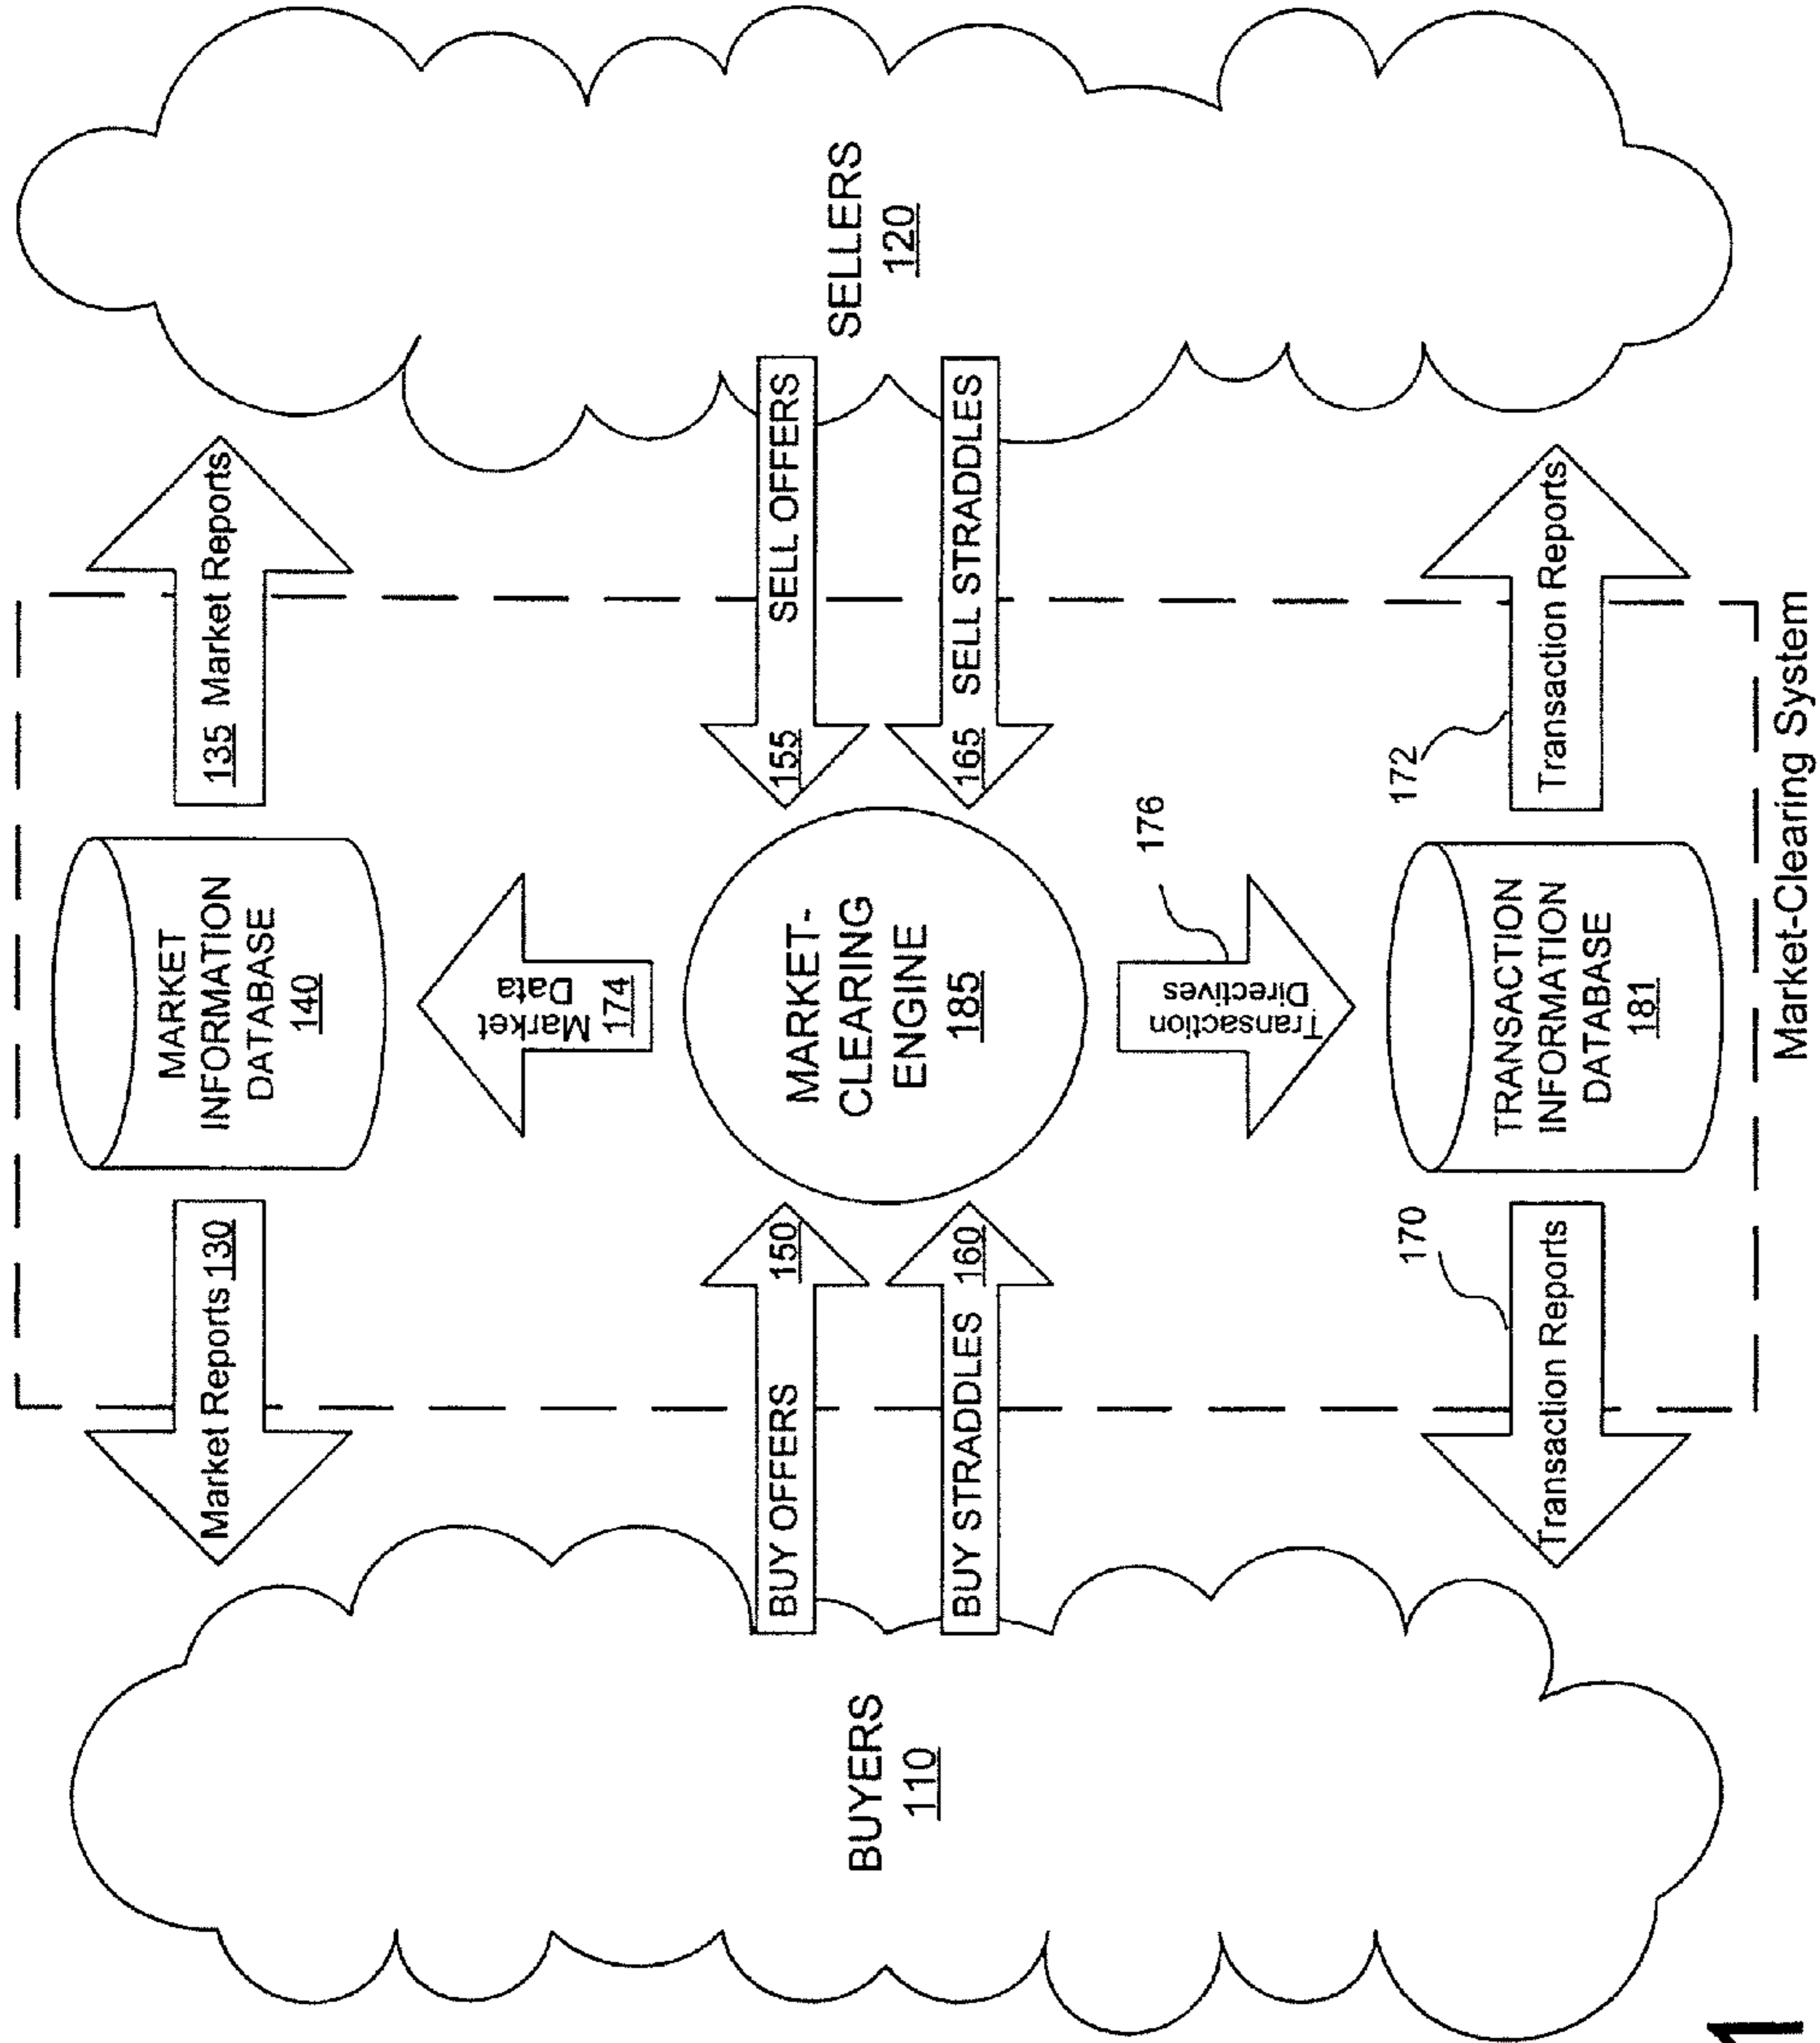 MARKET
INFORMATION
DATABASE
140
Market Reports 130
135 Market Reports
Market
Data
174
BUYERS
110
BUY OFFERS 150
BUY STRADDLES 160
MARKET-
CLEARING
ENGINE
185
155 SELL OFFERS
165 SELL STRADDLES
SELLERS
120
Transaction
Directives
176
170
Transaction Reports
TRANSACTION
INFORMATION
DATABASE
181
172
Transaction Reports
Market-Clearing System